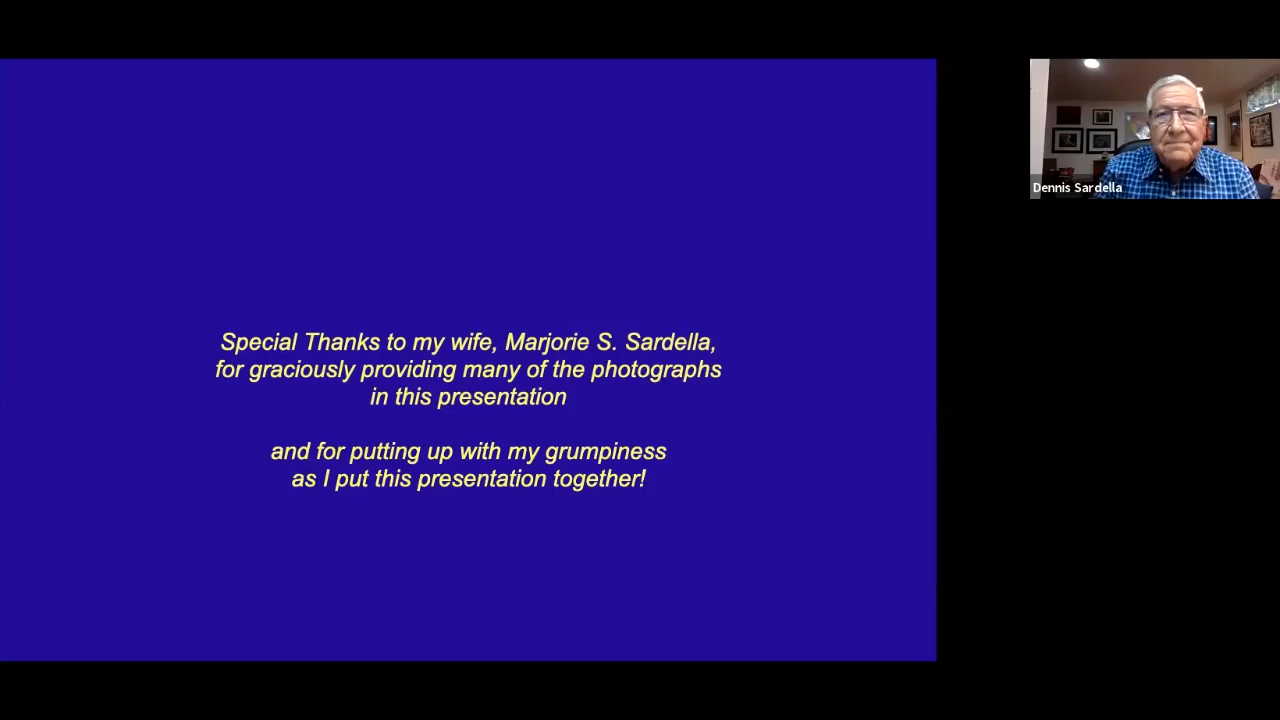 Special Thanks to my wife, Marjorie S. Sardella,
for graciously providing many of the photographs
in this presentation
and for putting up with my grumpiness
as I put this presentation together!
Dennis Sardella